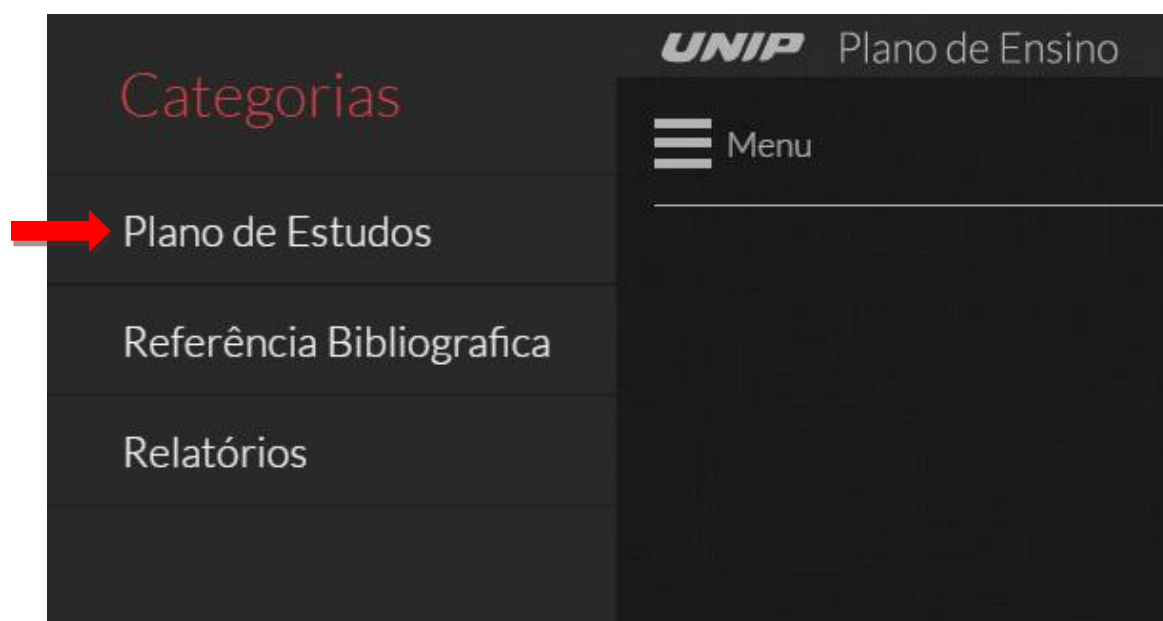 Categorias
Plano de Estudos
Referência Bibliografica
Relatórios
UNIP Plano de Ensino
Menu